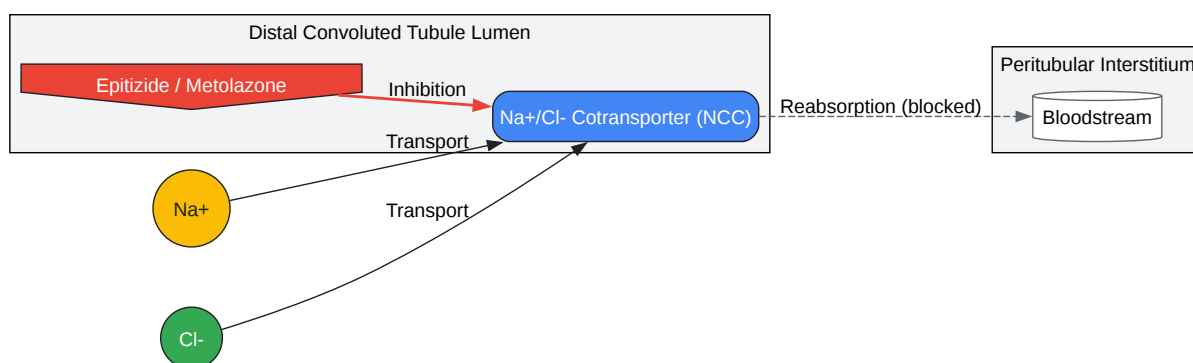 Distal Convoluted Tubule Lumen
Epitizide / Metolazone
Inhibition
Na+/Cl- Cotransporter (NCC)
Reabsorption (blocked)
Peritubular Interstitium
Bloodstream
Transport
Na+
Transport
Cl-